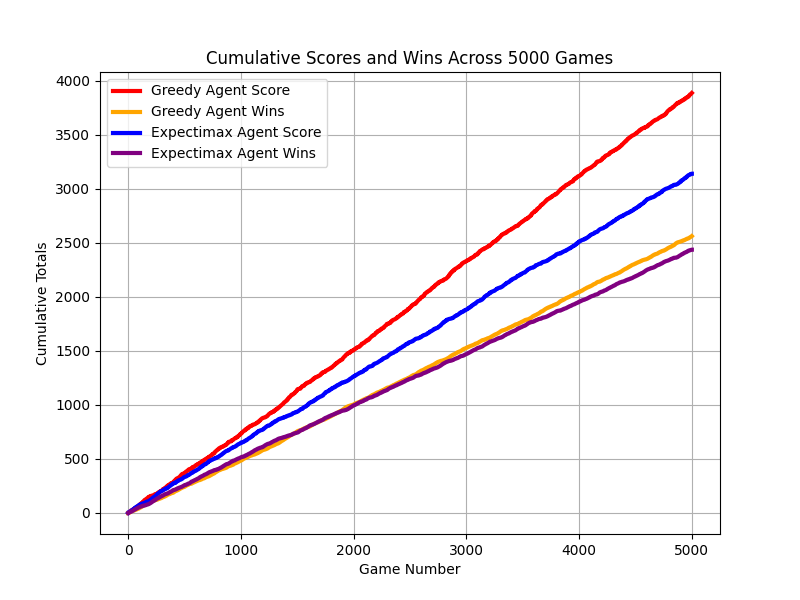 Cumulative Scores and Wins Across 5000 Games
Greedy Agent Score
Greedy Agent Wins
Expectimax Agent Score
Expectimax Agent Wins
4000
3500
3000
2500
2000
1500
1000
500
0
Cumulative Totals
0 1000 2000 3000 4000 5000
Game Number